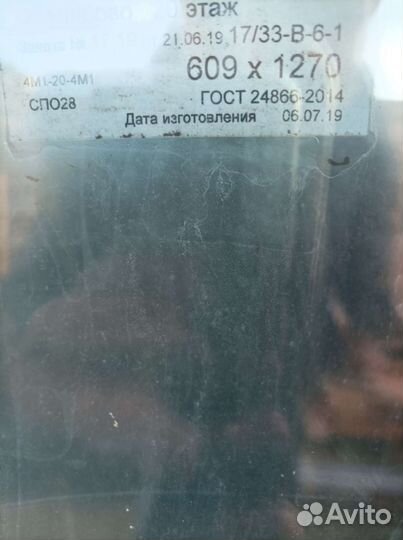 этаж
21.06.19 17/33-В-6-1
609 x 1270
4М1-20-4М1
СПО28
ГОСТ 24866-2014
Дата изготовления 06.07.19
Avito